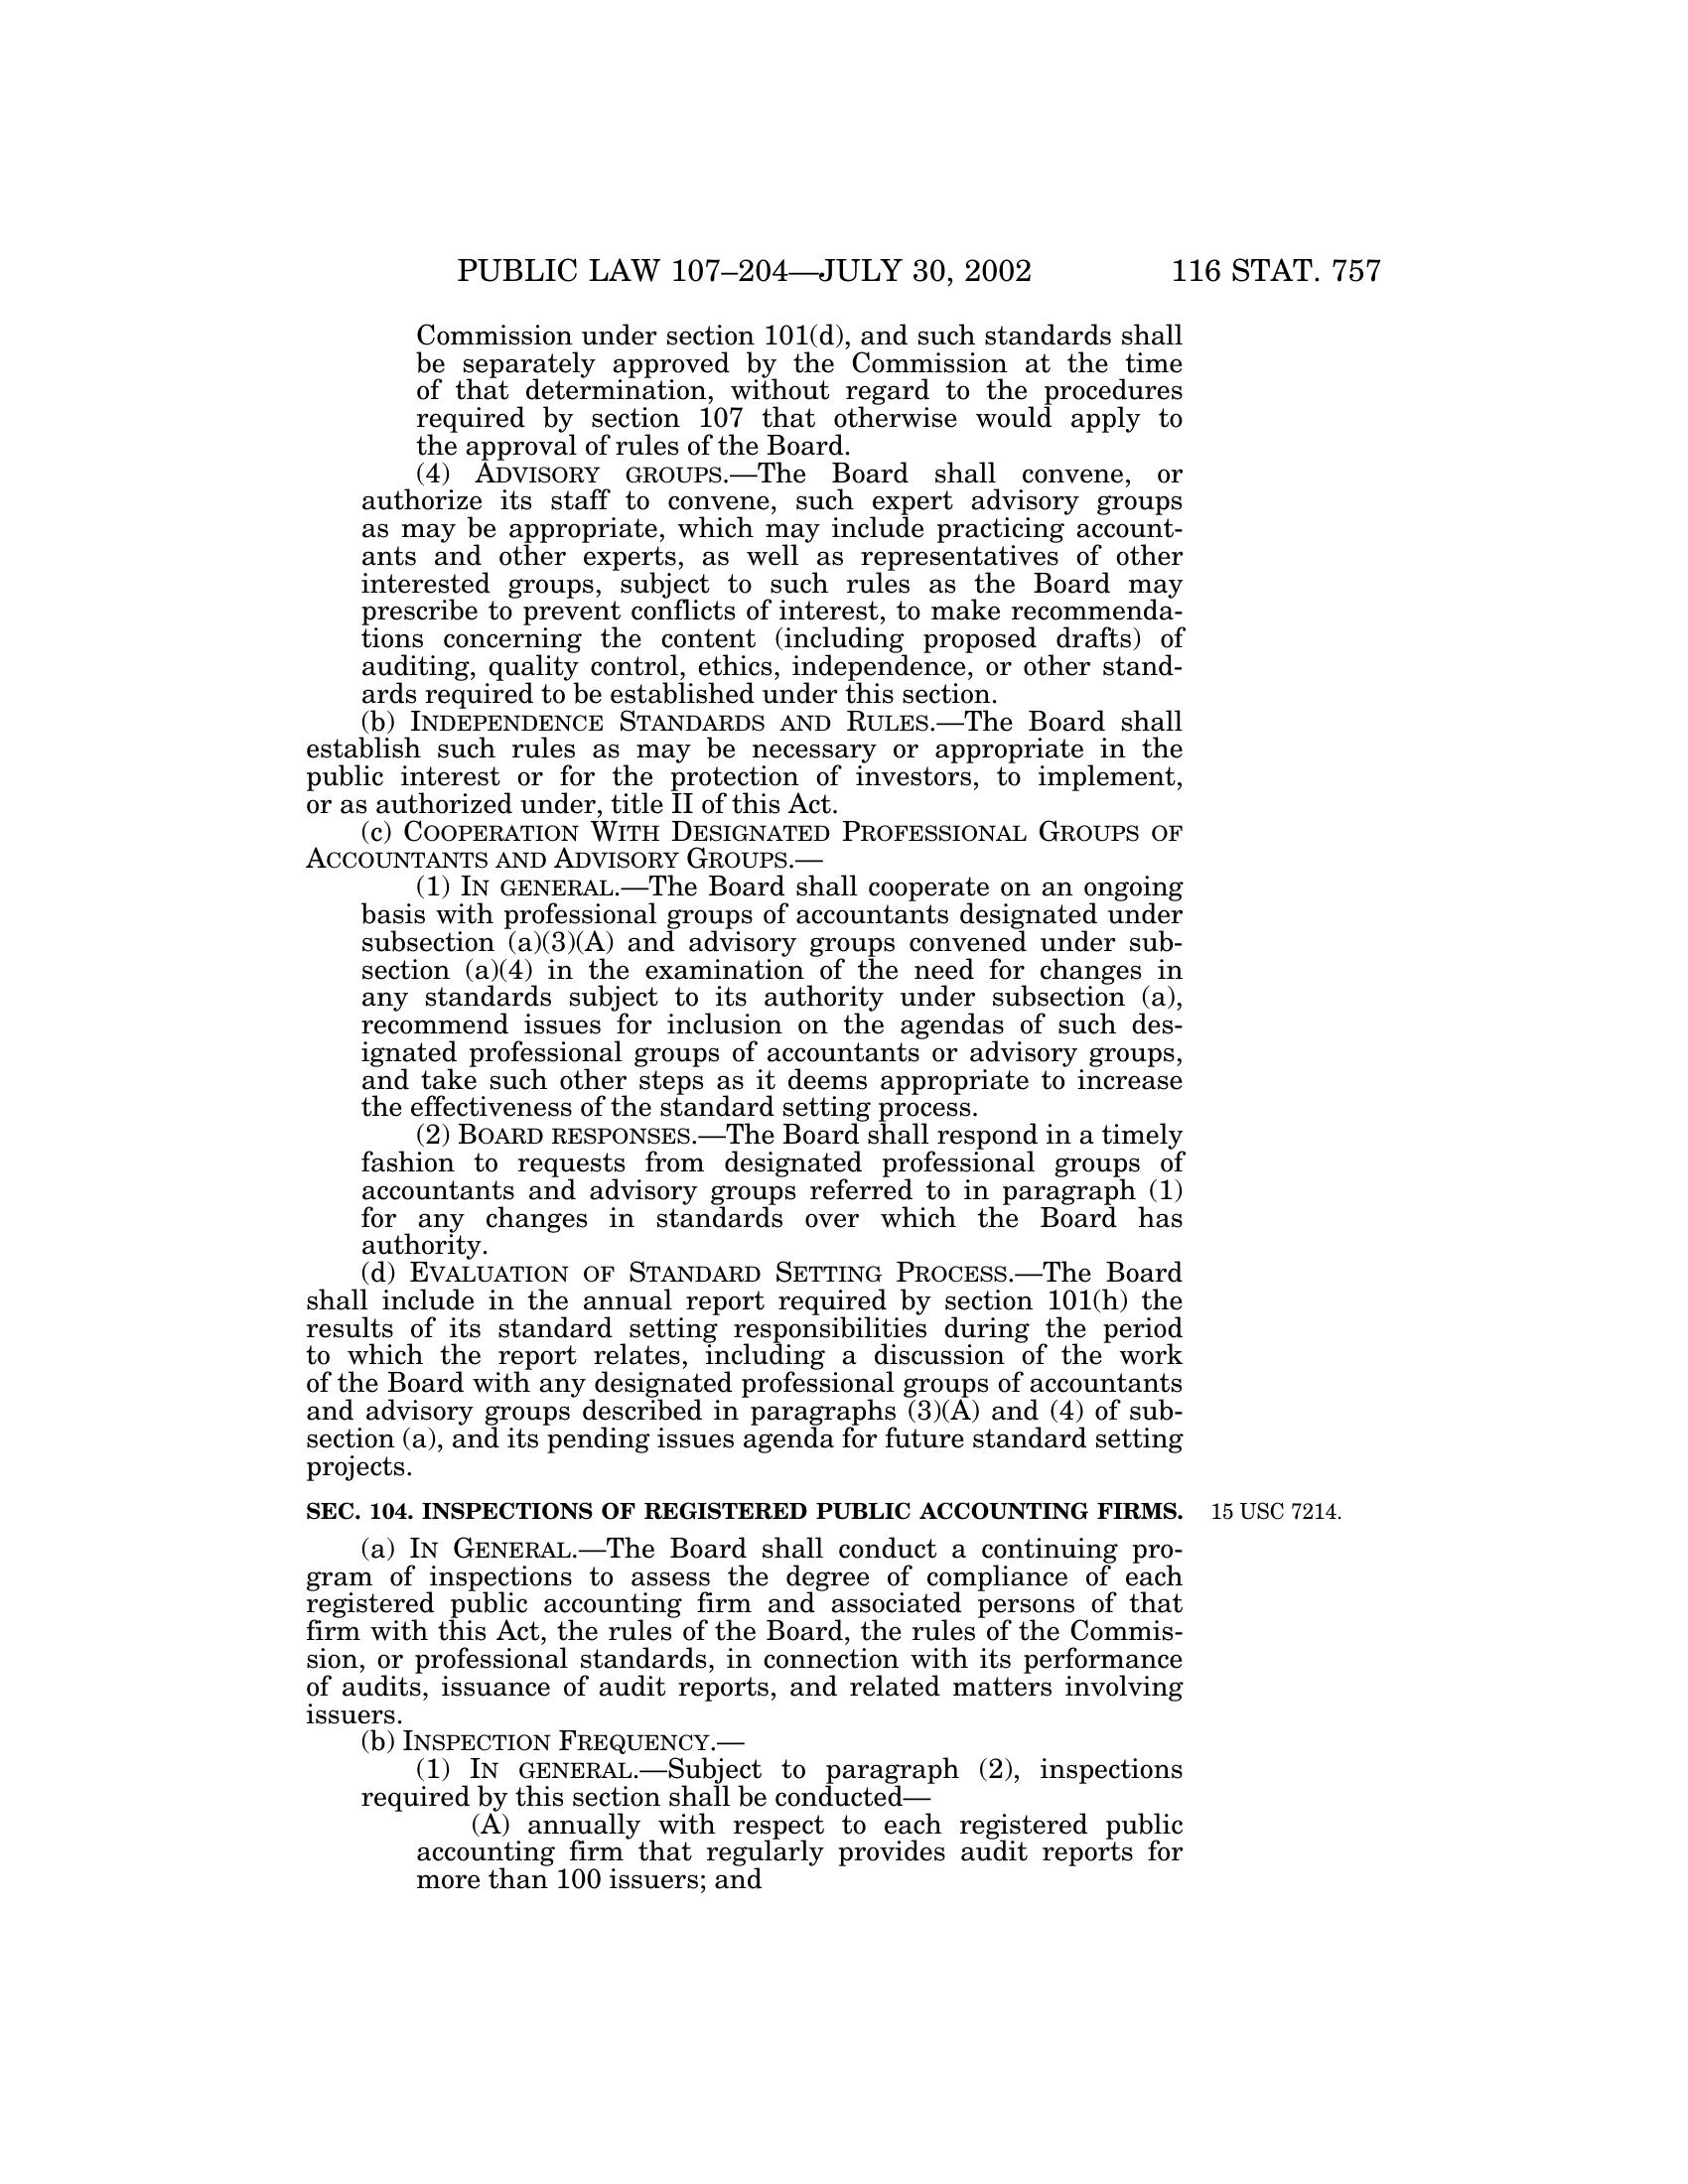 PUBLIC LAW 107–204—JULY 30, 2002 116 STAT. 757
Commission under section 101(d), and such standards shall
be separately approved by the Commission at the time
of that determination, without regard to the procedures
required by section 107 that otherwise would apply to
the approval of rules of the Board.
(4) ADVISORY GROUPS.—The Board shall convene, or
authorize its staff to convene, such expert advisory groups
as may be appropriate, which may include practicing account-
ants and other experts, as well as representatives of other
interested groups, subject to such rules as the Board may
prescribe to prevent conflicts of interest, to make recommenda-
tions concerning the content (including proposed drafts) of
auditing, quality control, ethics, independence, or other stand-
ards required to be established under this section.
(b) INDEPENDENCE STANDARDS AND RULES.—The Board shall
establish such rules as may be necessary or appropriate in the
public interest or for the protection of investors, to implement,
or as authorized under, title II of this Act.
(c) COOPERATION WITH DESIGNATED PROFESSIONAL GROUPS OF
ACCOUNTANTS AND ADVISORY GROUPS.—
(1) IN GENERAL.—The Board shall cooperate on an ongoing
basis with professional groups of accountants designated under
subsection (a)(3)(A) and advisory groups convened under sub-
section (a)(4) in the examination of the need for changes in
any standards subject to its authority under subsection (a),
recommend issues for inclusion on the agendas of such des-
ignated professional groups of accountants or advisory groups,
and take such other steps as it deems appropriate to increase
the effectiveness of the standard setting process.
(2) BOARD RESPONSES.—The Board shall respond in a timely
fashion to requests from designated professional groups of
accountants and advisory groups referred to in paragraph (1)
for any changes in standards over which the Board has
authority.
(d) EVALUATION OF STANDARD SETTING PROCESS.—The Board
shall include in the annual report required by section 101(h) the
results of its standard setting responsibilities during the period
to which the report relates, including a discussion of the work
of the Board with any designated professional groups of accountants
and advisory groups described in paragraphs (3)(A) and (4) of sub-
section (a), and its pending issues agenda for future standard setting
projects.
SEC. 104. INSPECTIONS OF REGISTERED PUBLIC ACCOUNTING FIRMS. 15 USC 7214.
(a) IN GENERAL.—The Board shall conduct a continuing pro-
gram of inspections to assess the degree of compliance of each
registered public accounting firm and associated persons of that
firm with this Act, the rules of the Board, the rules of the Commis-
sion, or professional standards, in connection with its performance
of audits, issuance of audit reports, and related matters involving
issuers.
(b) INSPECTION FREQUENCY.—
(1) IN GENERAL.—Subject to paragraph (2), inspections
required by this section shall be conducted—
(A) annually with respect to each registered public
accounting firm that regularly provides audit reports for
more than 100 issuers; and